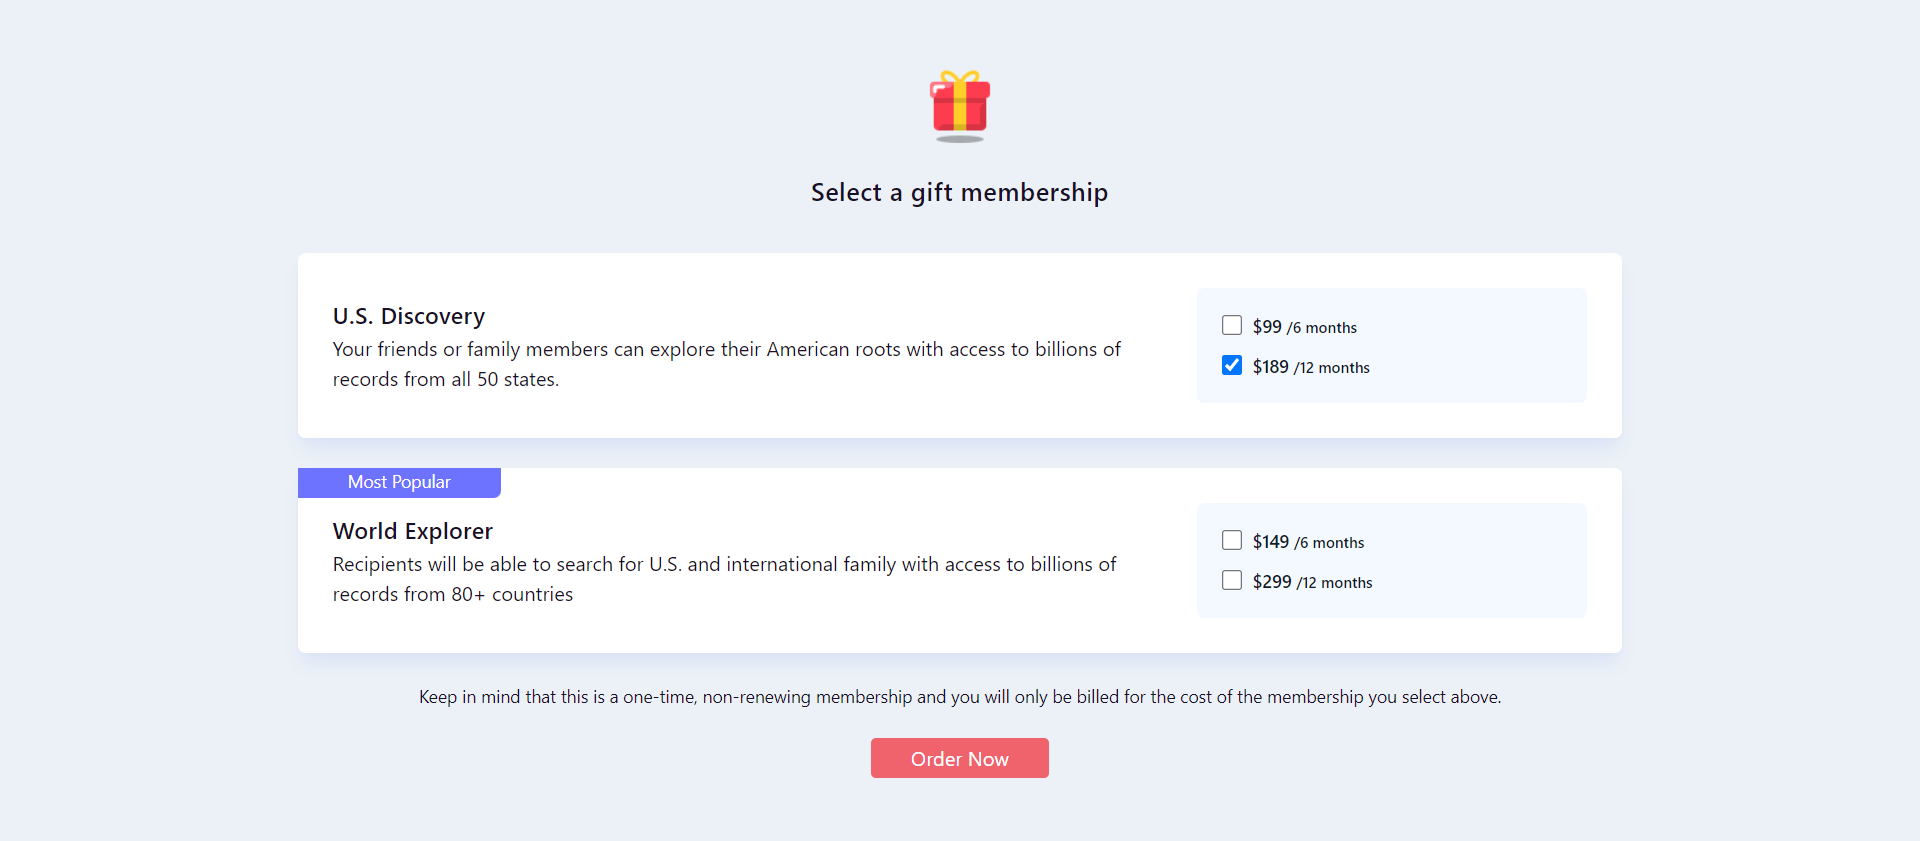 Select a gift membership
U.S. Discovery
Your friends or family members can explore their American roots with access to billions of
records from all 50 states.
$99 /6 months
$189 /12 months
Most Popular
World Explorer
Recipients will be able to search for U.S. and international family with access to billions of
records from 80+ countries
$149 /6 months
$299 /12 months
Keep in mind that this is a one-time, non-renewing membership and you will only be billed for the cost of the membership you select above.
Order Now